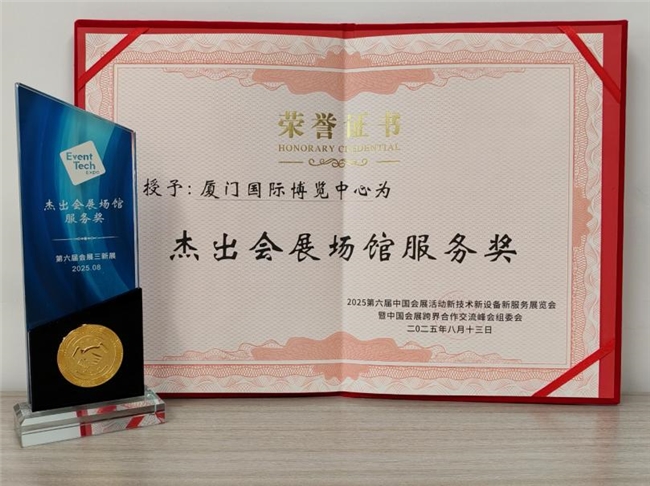 Event
Tech
Expo
杰出会展场馆
服务奖
第六届会展三新展
2025.08
荣誉证书
HONORARY CREDENTIAL
授予：厦门国际博览中心为
杰出会展场馆服务奖
2025第六届中国会展活动新技术新设备新服务展览会
暨中国会展跨界合作交流峰会组委会
二〇二五年八月十三日